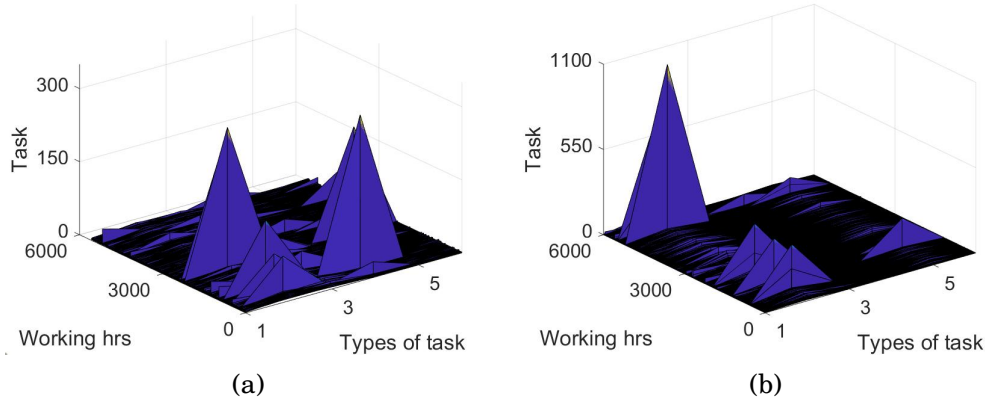 300
150
0
Task
6000
3000
0
Working hrs
1
3
5
Types of task
(a)
1100
550
0
Task
6000
3000
0
Working hrs
1
3
5
Types of task
(b)